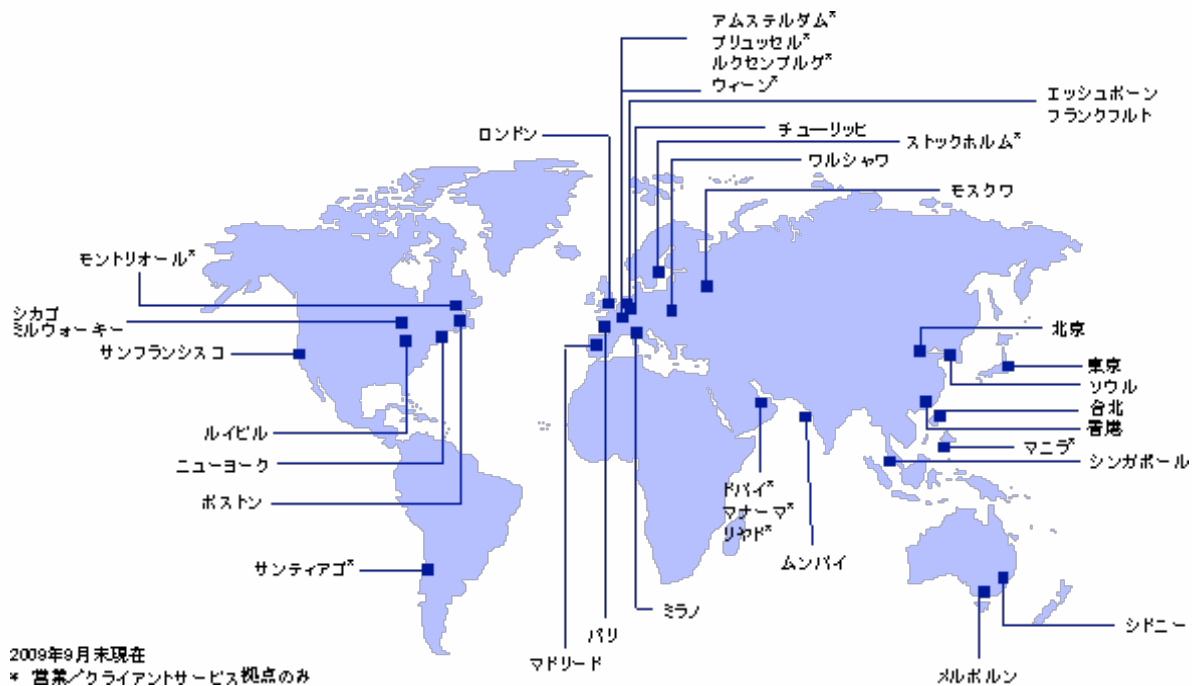 アムステルダム*
ブリュッセル*
ルクセンブルグ*
ウィーン*
エッシュボーン
フランクフルト
ロンドン
チューリッヒ
ストックホルム*
ワルシャワ
モスクワ
モントリオール*
シカゴ
ミルウォーキー
サンフランシスコ
北京
東京
ソウル
台北
香港
マニラ*
シンガポール
ルイビル
ニューヨーク
ボストン
ドバイ*
マナーマ*
リヤド*
ムンバイ
サンティアゴ*
ミラノ
パリ
マドリード
シドニー
メルボルン
2009年9月末現在
* 営業/クライアントサービス拠点のみ